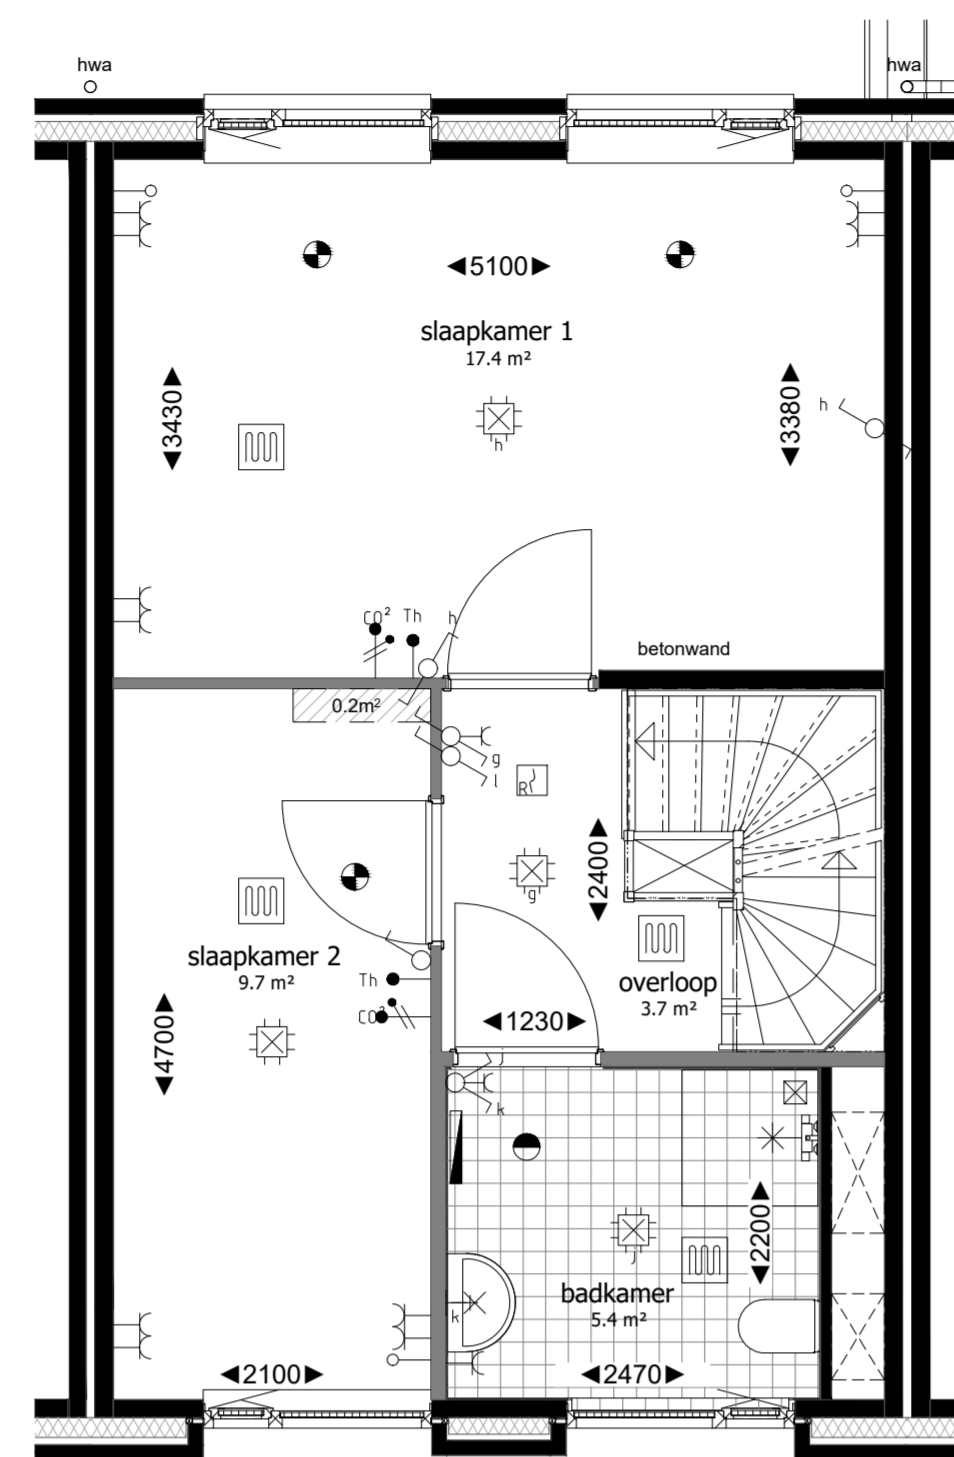 hwa
hwa
5100
slaapkamer 1
17.4 m²
3430
3380
h
h
CO²
Th
h
betonwand
0.2m²
g
l
R
g
2400
slaapkamer 2
9.7 m²
Th
CO²
overloop
3.7 m²
1230
4700
j
k
2200
j
badkamer
5.4 m²
k
2100
2470